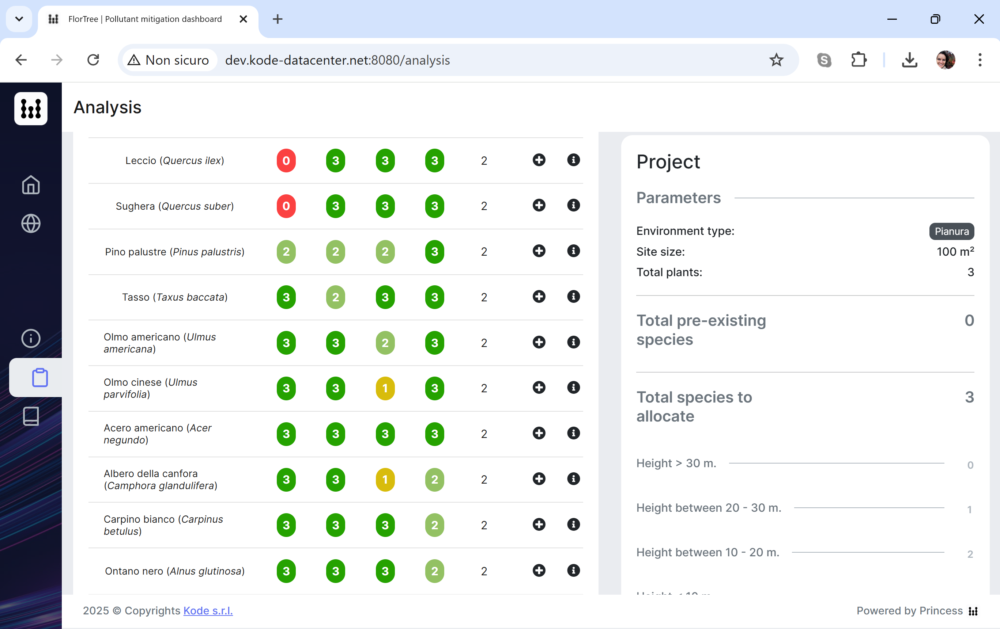 FlorTree | Pollutant mitigation dashboard
Non sicuro dev.kode-datacenter.net:8080/analysis
Analysis
Leccio (Quercus ilex) 0 3 3 3 2
Sughera (Quercus suber) 0 3 3 3 2
Pino palustre (Pinus palustris) 2 2 2 3 2
Tasso (Taxus baccata) 3 2 3 3 2
Olmo americano (Ulmus
americana) 3 3 2 3 2
Olmo cinese (Ulmus
parvifolia) 3 3 1 3 2
Acero americano (Acer
negundo) 3 3 3 3 2
Albero della canfora
(Camphora glandulifera) 3 3 1 2 2
Carpino bianco (Carpinus
betulus) 3 3 3 2 2
Ontano nero (Alnus glutinosa) 3 3 3 2 2
Project
Parameters
Environment type: Pianura
Site size: 100 m²
Total plants: 3
Total pre-existing
species 0
Total species to
allocate 3
Height > 30 m. 0
Height between 20 - 30 m. 1
Height between 10 - 20 m. 2
2025 © Copyrights Kode s.r.l.
Powered by Princess